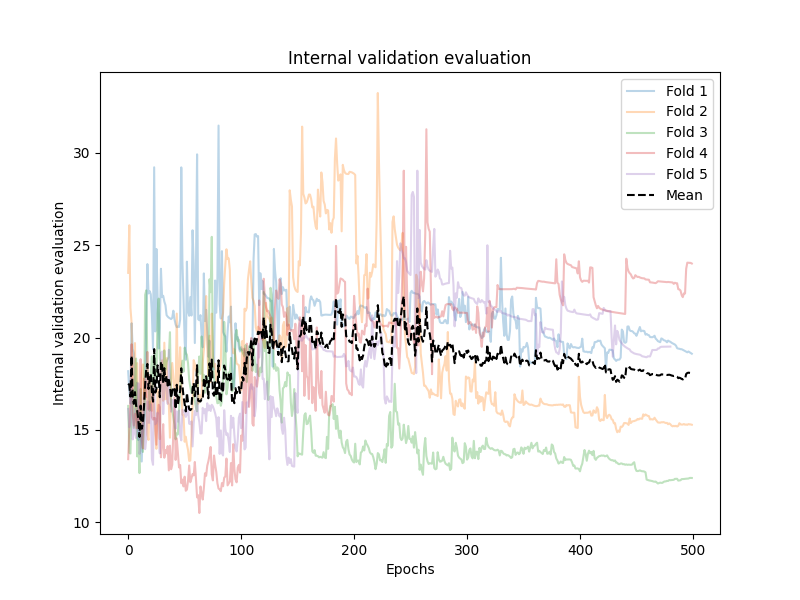 Internal validation evaluation
Fold 1
Fold 2
Fold 3
Fold 4
Fold 5
Mean
Internal validation evaluation
30
25
20
15
10
0 100 200 300 400 500
Epochs